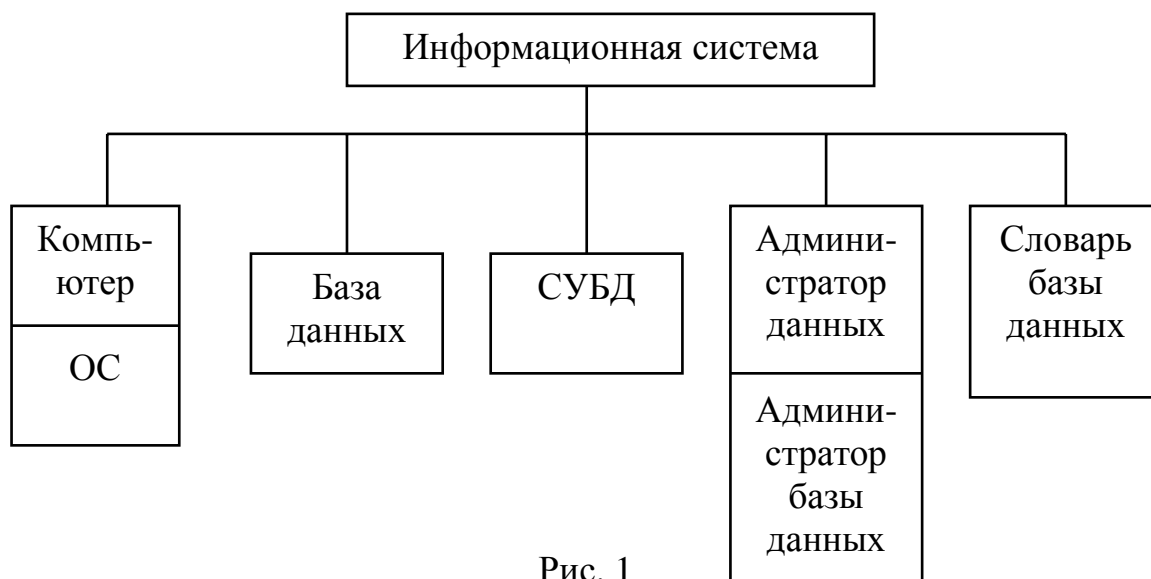 Информационная система
Компь-
ютер
ОС
База
данных
СУБД
Админи-
стратор
данных
Админи-
стратор
базы
данных
Словарь
базы
данных
Рис. 1